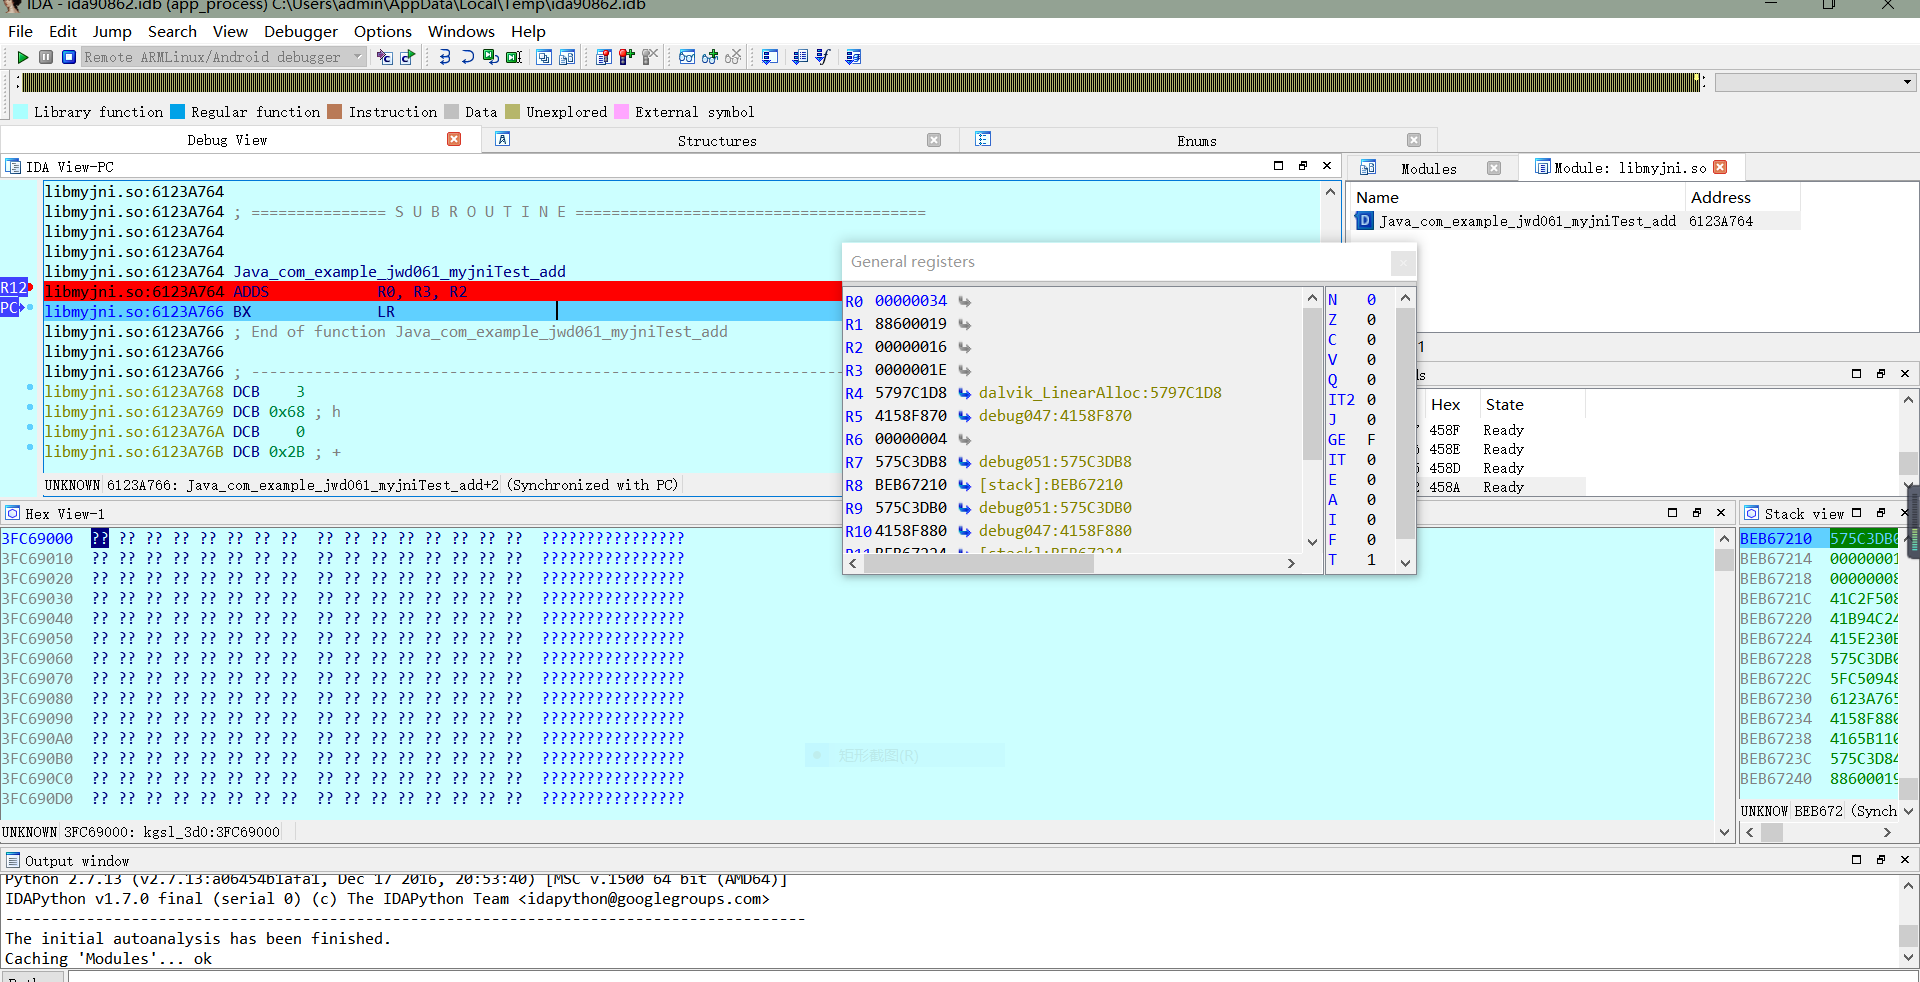 IDA - ida90862.idb (app_process) C:\Users\admin\AppData\Local\Temp\ida90862.idb
File Edit Jump Search View Debugger Options Windows Help
Remote ARMLinux/Android debugger
Library function Regular function Instruction Data Unexplored External symbol
Debug View Structures Enums
IDA View-PC
libmyjni.so:6123A764
libmyjni.so:6123A764 ; =============== S U B R O U T I N E =======================================
libmyjni.so:6123A764
libmyjni.so:6123A764
libmyjni.so:6123A764 Java_com_example_jwd061_myjniTest_add
R12 libmyjni.so:6123A764 ADDS R0, R3, R2
PC libmyjni.so:6123A766 BX LR
libmyjni.so:6123A766 ; End of function Java_com_example_jwd061_myjniTest_add
libmyjni.so:6123A766
libmyjni.so:6123A766 ; ---------------------------------------------------------------------------
libmyjni.so:6123A768 DCB 3
libmyjni.so:6123A769 DCB 0x68 ; h
libmyjni.so:6123A76A DCB 0
libmyjni.so:6123A76B DCB 0x2B ; +
UNKNOWN 6123A766: Java_com_example_jwd061_myjniTest_add+2 (Synchronized with PC)
Modules Module: libmyjni.so
Name Address
Java_com_example_jwd061_myjniTest_add 6123A764
General registers
R0 00000034
R1 88600019
R2 00000016
R3 0000001E
R4 5797C1D8 dalvik_LinearAlloc:5797C1D8
R5 4158F870 debug047:4158F870
R6 00000004
R7 575C3DB8 debug051:575C3DB8
R8 BEB67210 [stack]:BEB67210
R9 575C3DB0 debug051:575C3DB0
R10 4158F880 debug047:4158F880
R11 BEB67224 [stack]:BEB67224
N 0
Z 0
C 0
V 0
Q 0
IT2 0
J 0
GE F
IT 0
E 0
A 0
I 0
F 0
T 1
Hex State
458F Ready
458E Ready
458D Ready
458A Ready
Hex View-1
3FC69000 ?? ?? ?? ?? ?? ?? ?? ?? ?? ?? ?? ?? ?? ?? ?? ?? ????????????????
3FC69010 ?? ?? ?? ?? ?? ?? ?? ?? ?? ?? ?? ?? ?? ?? ?? ?? ????????????????
3FC69020 ?? ?? ?? ?? ?? ?? ?? ?? ?? ?? ?? ?? ?? ?? ?? ?? ????????????????
3FC69030 ?? ?? ?? ?? ?? ?? ?? ?? ?? ?? ?? ?? ?? ?? ?? ?? ????????????????
3FC69040 ?? ?? ?? ?? ?? ?? ?? ?? ?? ?? ?? ?? ?? ?? ?? ?? ????????????????
3FC69050 ?? ?? ?? ?? ?? ?? ?? ?? ?? ?? ?? ?? ?? ?? ?? ?? ????????????????
3FC69060 ?? ?? ?? ?? ?? ?? ?? ?? ?? ?? ?? ?? ?? ?? ?? ?? ????????????????
3FC69070 ?? ?? ?? ?? ?? ?? ?? ?? ?? ?? ?? ?? ?? ?? ?? ?? ????????????????
3FC69080 ?? ?? ?? ?? ?? ?? ?? ?? ?? ?? ?? ?? ?? ?? ?? ?? ????????????????
3FC69090 ?? ?? ?? ?? ?? ?? ?? ?? ?? ?? ?? ?? ?? ?? ?? ?? ????????????????
3FC690A0 ?? ?? ?? ?? ?? ?? ?? ?? ?? ?? ?? ?? ?? ?? ?? ?? ????????????????
3FC690B0 ?? ?? ?? ?? ?? ?? ?? ?? ?? ?? ?? ?? ?? ?? ?? ?? ????????????????
3FC690C0 ?? ?? ?? ?? ?? ?? ?? ?? ?? ?? ?? ?? ?? ?? ?? ?? ????????????????
3FC690D0 ?? ?? ?? ?? ?? ?? ?? ?? ?? ?? ?? ?? ?? ?? ?? ?? ????????????????
矩形截图(R)
UNKNOWN 3FC69000: kgsl_3d0:3FC69000
Stack view
BEB67210 575C3DB0
BEB67214 00000001
BEB67218 00000008
BEB6721C 41C2F508
BEB67220 41B94C24
BEB67224 415E230E
BEB67228 575C3DB0
BEB6722C 5FC50948
BEB67230 6123A765
BEB67234 4158F880
BEB67238 4165B110
BEB6723C 575C3D84
BEB67240 88600019
UNKNOW BEB672 (Synch
Output window
Python 2.7.13 (v2.7.13:a06454b1afa1, Dec 17 2016, 20:53:40) [MSC v.1500 64 bit (AMD64)]
IDAPython v1.7.0 final (serial 0) (c) The IDAPython Team <idapython@googlegroups.com>
--------------------------------------------------------------------------------
The initial autoanalysis has been finished.
Caching 'Modules'... ok